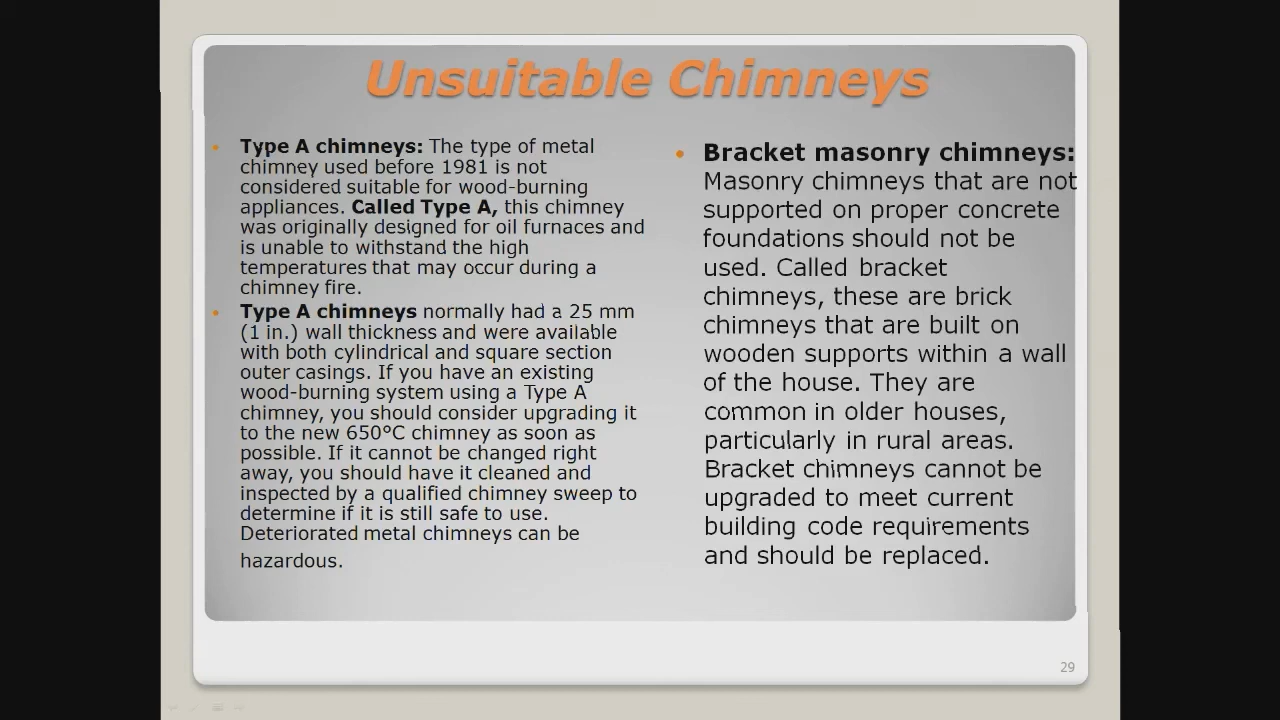 Unsuitable Chimneys
• Type A chimneys: The type of metal
chimney used before 1981 is not
considered suitable for wood-burning
appliances. Called Type A, this chimney
was originally designed for oil furnaces and
is unable to withstand the high
temperatures that may occur during a
chimney fire.
• Type A chimneys normally had a 25 mm
(1 in.) wall thickness and were available
with both cylindrical and square section
outer casings. If you have an existing
wood-burning system using a Type A
chimney, you should consider upgrading it
to the new 650°C chimney as soon as
possible. If it cannot be changed right
away, you should have it cleaned and
inspected by a qualified chimney sweep to
determine if it is still safe to use.
Deteriorated metal chimneys can be
hazardous.
• Bracket masonry chimneys:
Masonry chimneys that are not
supported on proper concrete
foundations should not be
used. Called bracket
chimneys, these are brick
chimneys that are built on
wooden supports within a wall
of the house. They are
common in older houses,
particularly in rural areas.
Bracket chimneys cannot be
upgraded to meet current
building code requirements
and should be replaced.
29